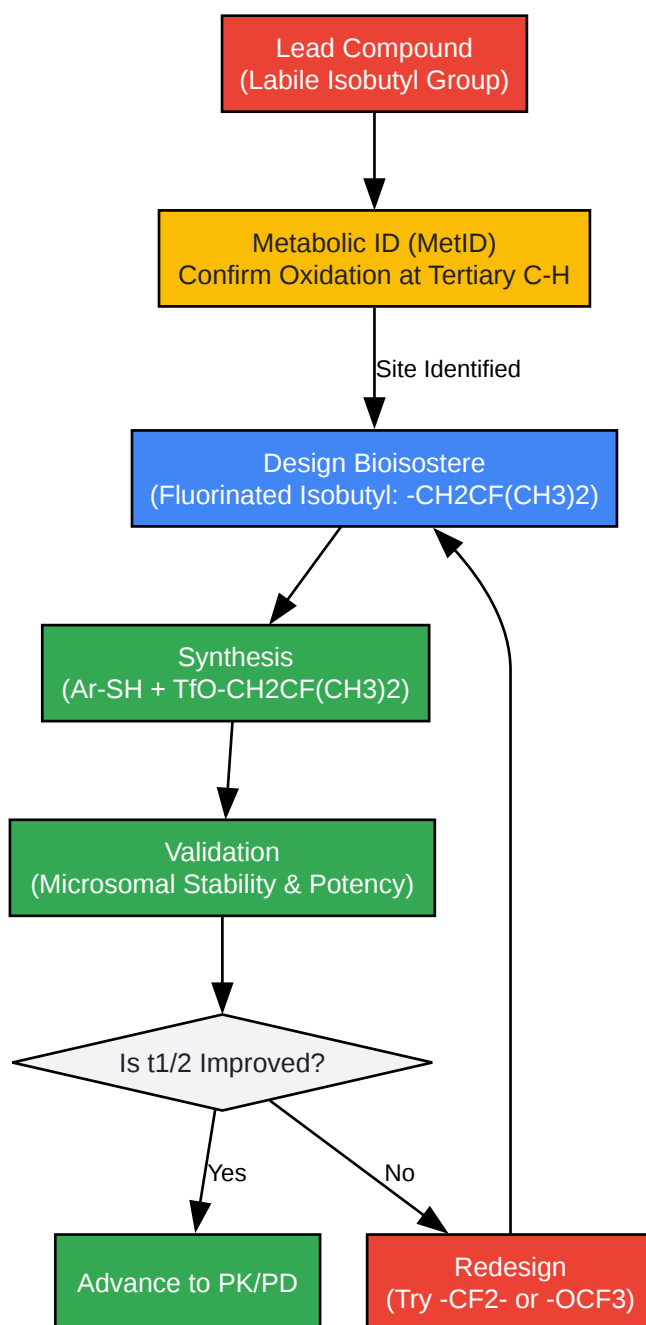 Lead Compound
(Labile Isobutyl Group)
Metabolic ID (MetID)
Confirm Oxidation at Tertiary C-H
Site Identified
Design Bioisostere
(Fluorinated Isobutyl: -CH2CF(CH3)2)
Synthesis
(Ar-SH + TfO-CH2CF(CH3)2)
Validation
(Microsomal Stability & Potency)
Is t1/2 Improved?
Yes
No
Advance to PK/PD
Redesign
(Try -CF2- or -OCF3)